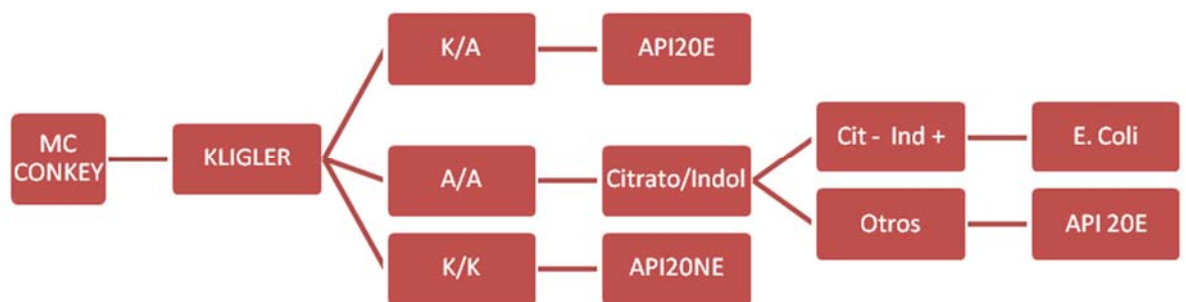 MC
CONKEY
KLIGLER
K/A
API20E
A/A
Citrato/Indol
Cit - Ind +
E. Coli
Otros
API 20E
K/K
API20NE